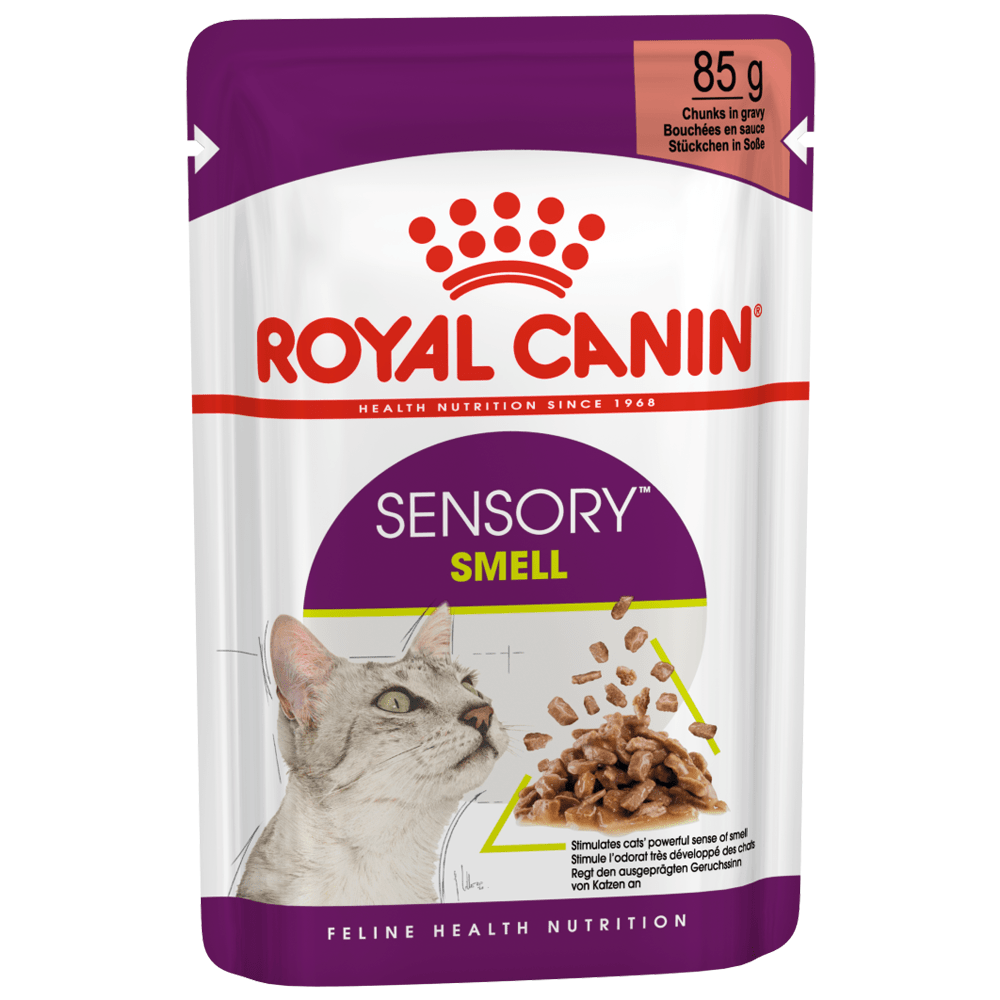 85 g
Chunks in gravy
Bouchées en sauce
Stückchen in Soße
ROYAL CANIN®
HEALTH NUTRITION SINCE 1968
SENSORY™
SMELL
Stimulates cats' powerful sense of smell
Stimule l'odorat très développé des chats
Regt den ausgeprägten Geruchssinn
von Katzen an
FELINE HEALTH NUTRITION